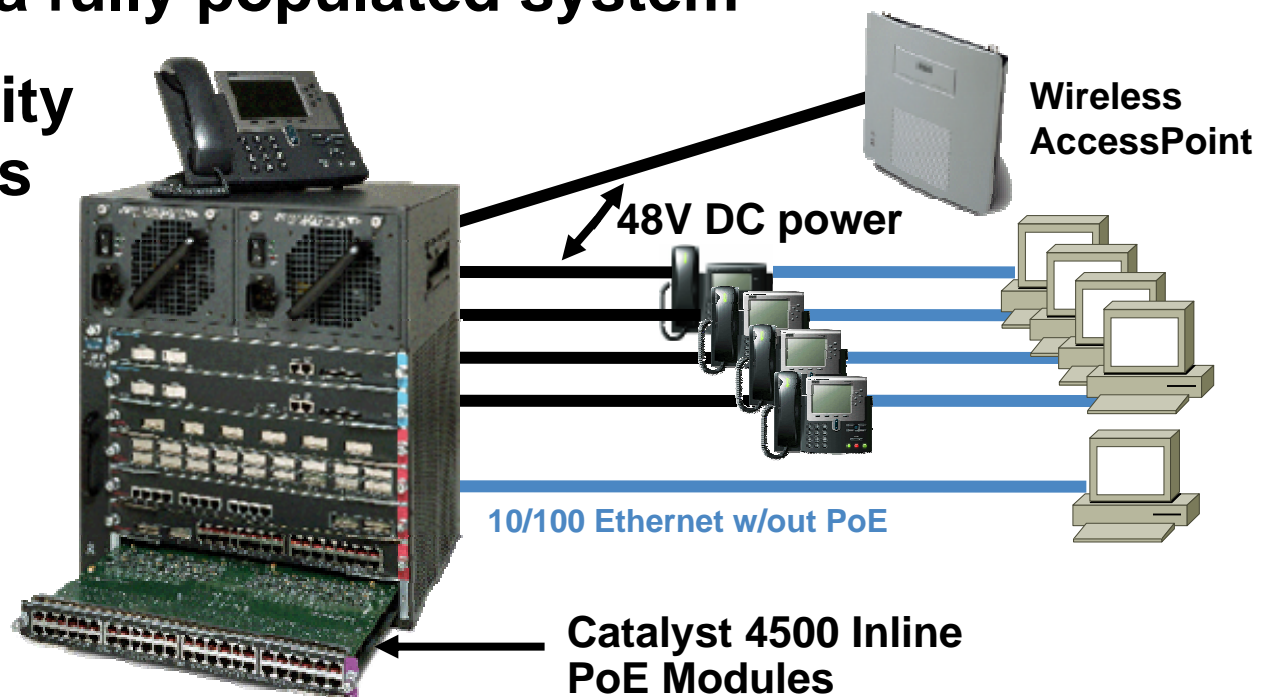 a fully populated system
ity
s
Wireless
AccessPoint
48V DC power
10/100 Ethernet w/out PoE
Catalyst 4500 Inline
PoE Modules